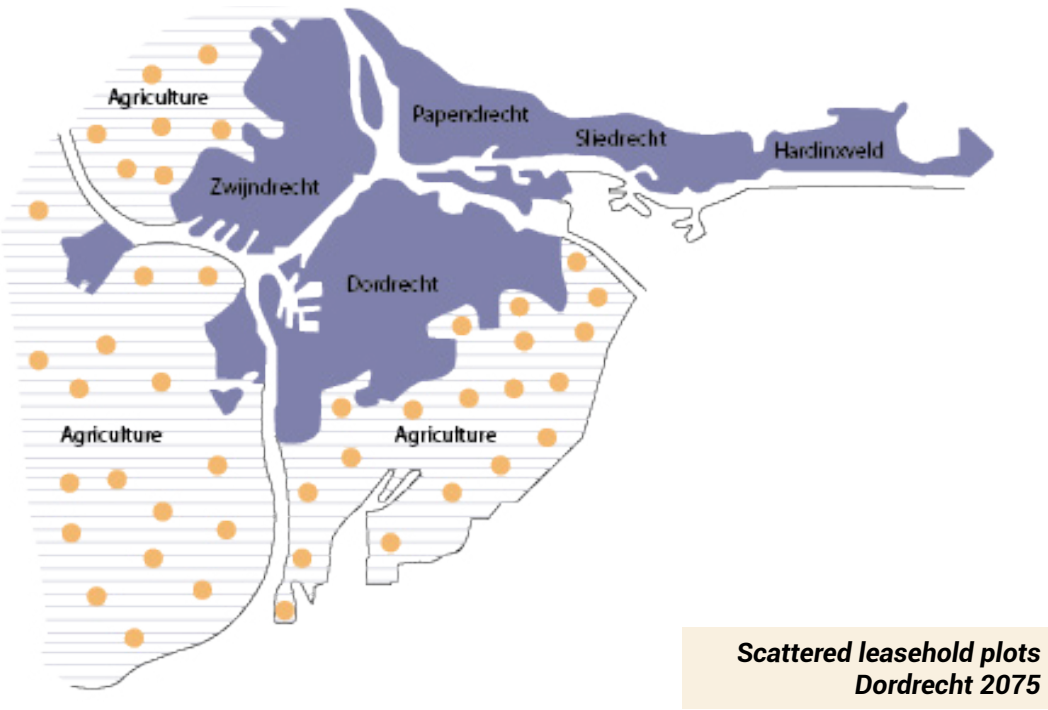 Agriculture
Papendrecht
Sliedrecht
Hardinxveld
Zwijndrecht
Dordrecht
Agriculture
Agriculture
Scattered leasehold plots
Dordrecht 2075